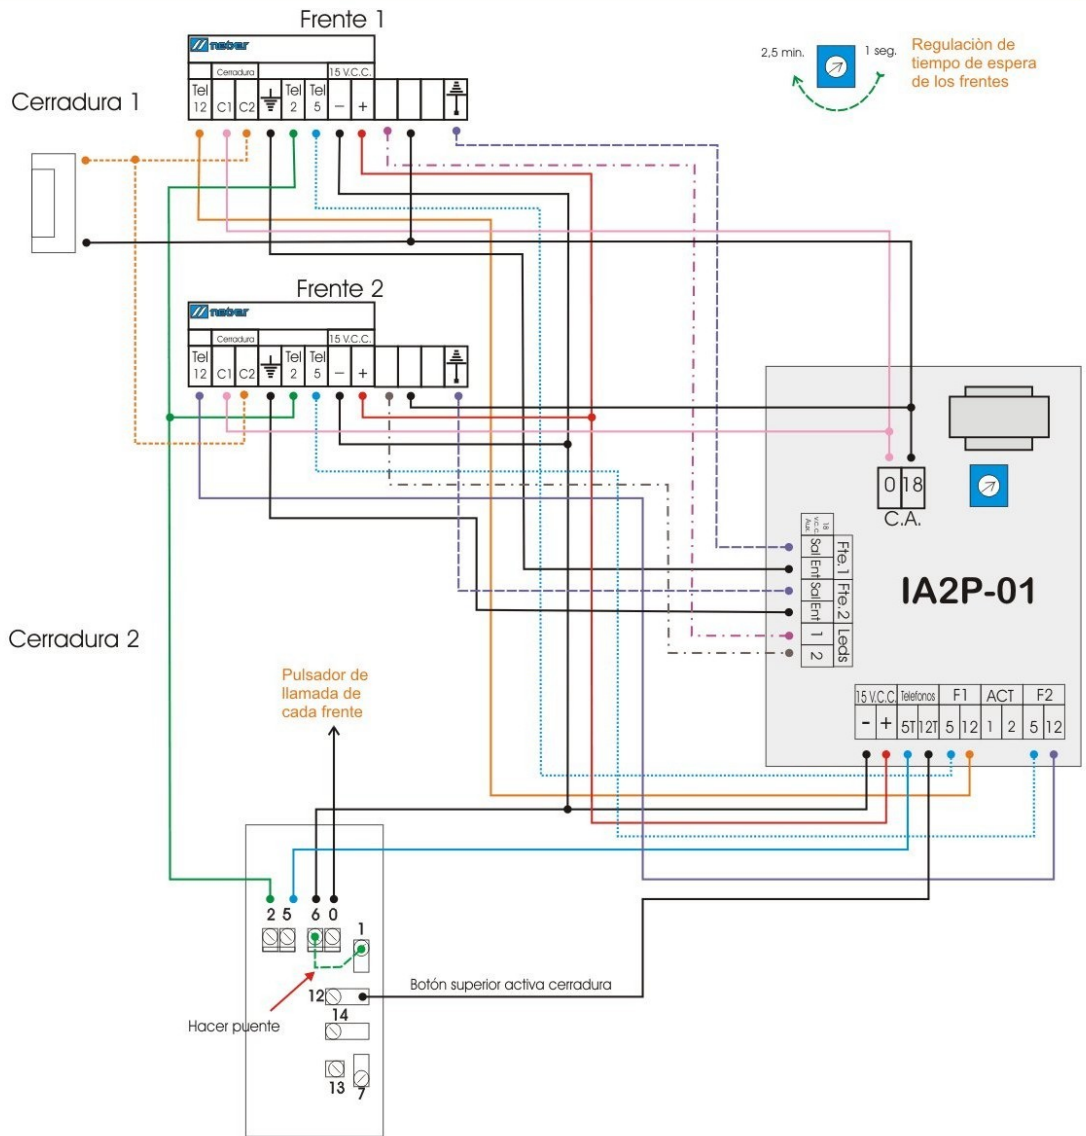 Frente 1
neber
Cerradura
15 V.C.C.
Tel 12
C1
C2
Tel 2
Tel 5
–
+
Cerradura 1
2,5 min.
1 seg.
Regulaciòn de
tiempo de espera
de los frentes
Frente 2
neber
Cerradura
15 V.C.C.
Tel 12
C1
C2
Tel 2
Tel 5
–
+
0 18
C.A.
18 V.C.C. Aux.
Sal Ent Sal Ent 1 2
Fte. 1 Fte. 2 Leds
IA2P-01
Cerradura 2
15 V.C.C. Telefonos F1 ACT F2
- + 5T 12T 5 12 1 2 5 12
Pulsador de
llamada de
cada frente
2 5 6 0
1
12
Botón superior activa cerradura
14
Hacer puente
13
7